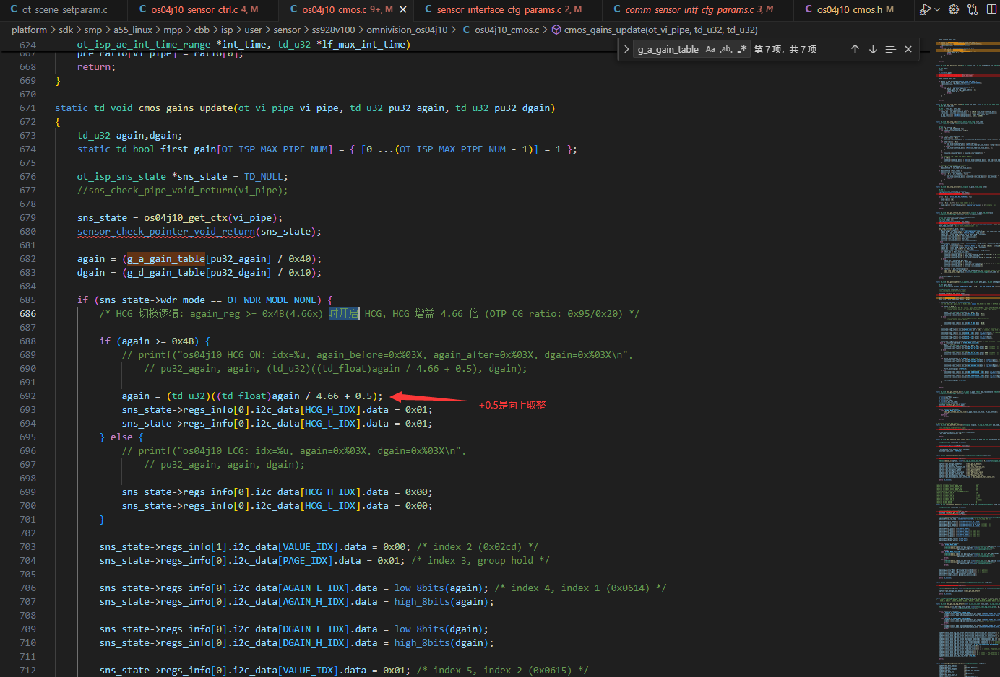 ot_scene_setparam.c
os04j10_sensor_ctrl.c 4, M
os04j10_cmos.c 9+, M
sensor_interface_cfg_params.c 2, M
comm_sensor_intf_cfg_params.c 3, M
os04j10_cmos.h M
platform > sdk > smp > a55_linux > mpp > cbb > isp > user > sensor > ss928v100 > omnivision_os04j10 > C os04j10_cmos.c > cmos_gains_update(ot_vi_pipe, td_u32, td_u32)
g_a_gain_table Aa ab .* 第 7 项，共 7 项
624 ot_isp_ae_int_time_range *int_time, td_u32 *lf_max_int_time)
667 pre_ratio[vi_pipe] = ratio[0];
668 return;
669 }
670
671 static td_void cmos_gains_update(ot_vi_pipe vi_pipe, td_u32 pu32_again, td_u32 pu32_dgain)
672 {
673 td_u32 again,dgain;
674 static td_bool first_gain[OT_ISP_MAX_PIPE_NUM] = { [0 ...(OT_ISP_MAX_PIPE_NUM - 1)] = 1 };
675
676 ot_isp_sns_state *sns_state = TD_NULL;
677 //sns_check_pipe_void_return(vi_pipe);
678
679 sns_state = os04j10_get_ctx(vi_pipe);
680 sensor_check_pointer_void_return(sns_state);
681
682 again = (g_a_gain_table[pu32_again] / 0x40);
683 dgain = (g_d_gain_table[pu32_dgain] / 0x10);
684
685 if (sns_state->wdr_mode == OT_WDR_MODE_NONE) {
686 /* HCG 切换逻辑: again_reg >= 0x4B(4.66x) 时开启 HCG, HCG 增益 4.66 倍 (OTP CG ratio: 0x95/0x20) */
687
688 if (again >= 0x4B) {
689 // printf("os04j10 HCG ON: idx=%u, again_before=0x%03X, again_after=0x%03X, dgain=0x%03X\n",
690 // pu32_again, again, (td_u32)((td_float)again / 4.66 + 0.5), dgain);
691
692 again = (td_u32)((td_float)again / 4.66 + 0.5);
+0.5是向上取整
693 sns_state->regs_info[0].i2c_data[HCG_H_IDX].data = 0x01;
694 sns_state->regs_info[0].i2c_data[HCG_L_IDX].data = 0x01;
695 } else {
696 // printf("os04j10 LCG: idx=%u, again=0x%03X, dgain=0x%03X\n",
697 // pu32_again, again, dgain);
698
699 sns_state->regs_info[0].i2c_data[HCG_H_IDX].data = 0x00;
700 sns_state->regs_info[0].i2c_data[HCG_L_IDX].data = 0x00;
701 }
702
703 sns_state->regs_info[1].i2c_data[VALUE_IDX].data = 0x00; /* index 2 (0x02cd) */
704 sns_state->regs_info[0].i2c_data[PAGE_IDX].data = 0x01; /* index 3, group hold */
705
706 sns_state->regs_info[0].i2c_data[AGAIN_L_IDX].data = low_8bits(again); /* index 4, index 1 (0x0614) */
707 sns_state->regs_info[0].i2c_data[AGAIN_H_IDX].data = high_8bits(again);
708
709 sns_state->regs_info[0].i2c_data[DGAIN_L_IDX].data = low_8bits(dgain);
710 sns_state->regs_info[0].i2c_data[DGAIN_H_IDX].data = high_8bits(dgain);
711
712 sns_state->regs_info[0].i2c_data[VALUE_IDX].data = 0x01; /* index 5, index 2 (0x0615) */